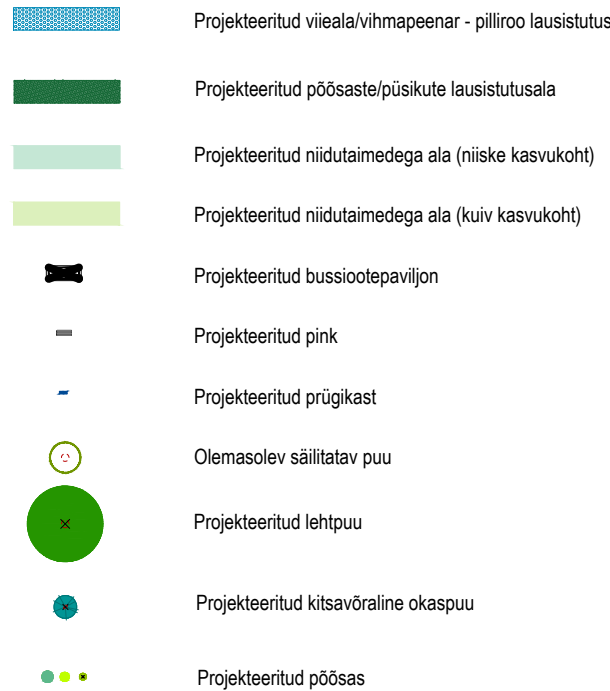 Projekteeritud viieala/vihmapeenar - pilliroo lausistutus
Projekteeritud põõsaste/püsikute lausistutusala
Projekteeritud niidutaimedega ala (niiske kasvukoht)
Projekteeritud niidutaimedega ala (kuiv kasvukoht)
Projekteeritud bussiootepaviljon
Projekteeritud pink
Projekteeritud prügikast
Olemasolev säilitatav puu
Projekteeritud lehtpuu
Projekteeritud kitsavõraline okaspuu
Projekteeritud põõsas